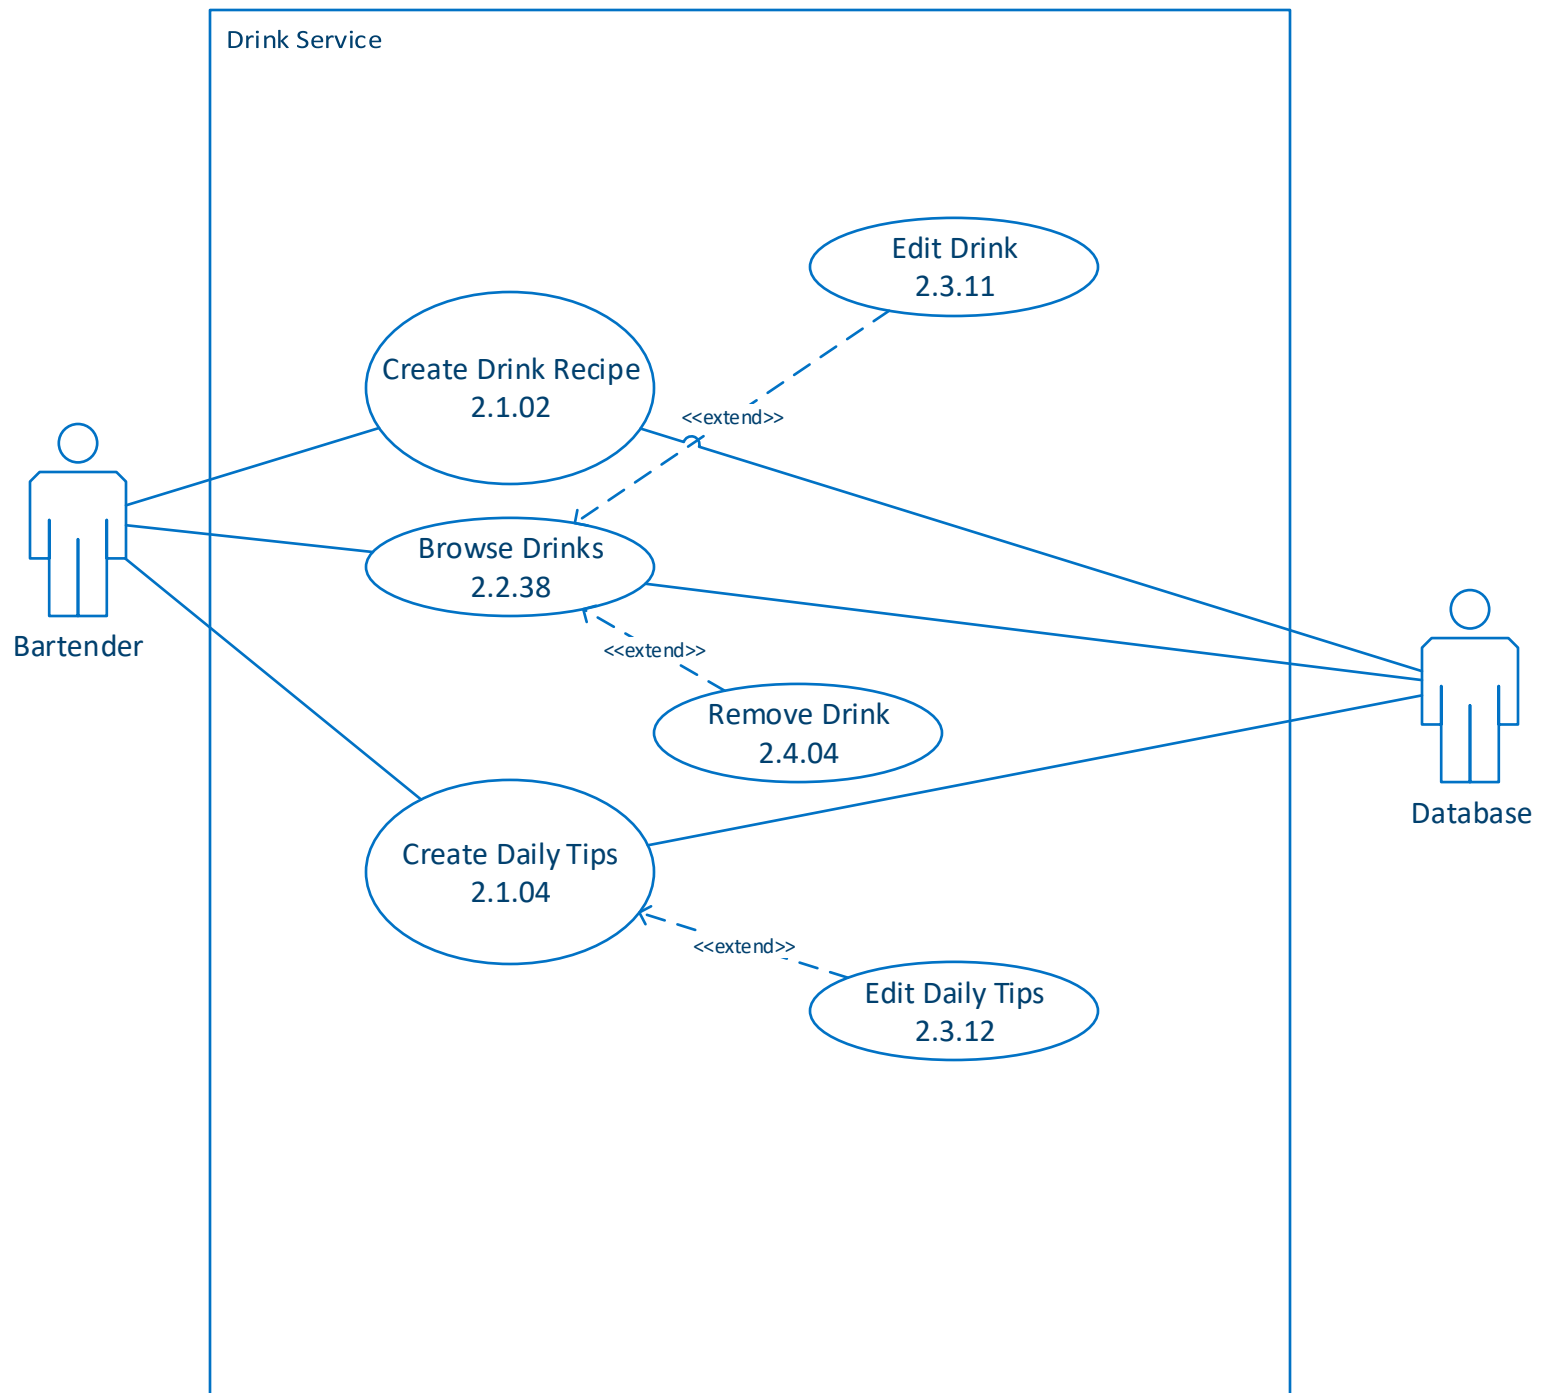 Drink Service
Edit Drink
2.3.11
Create Drink Recipe
2.1.02
<<extend>>
Browse Drinks
2.2.38
Bartender
<<extend>>
Remove Drink
2.4.04
Database
Create Daily Tips
2.1.04
<<extend>>
Edit Daily Tips
2.3.12